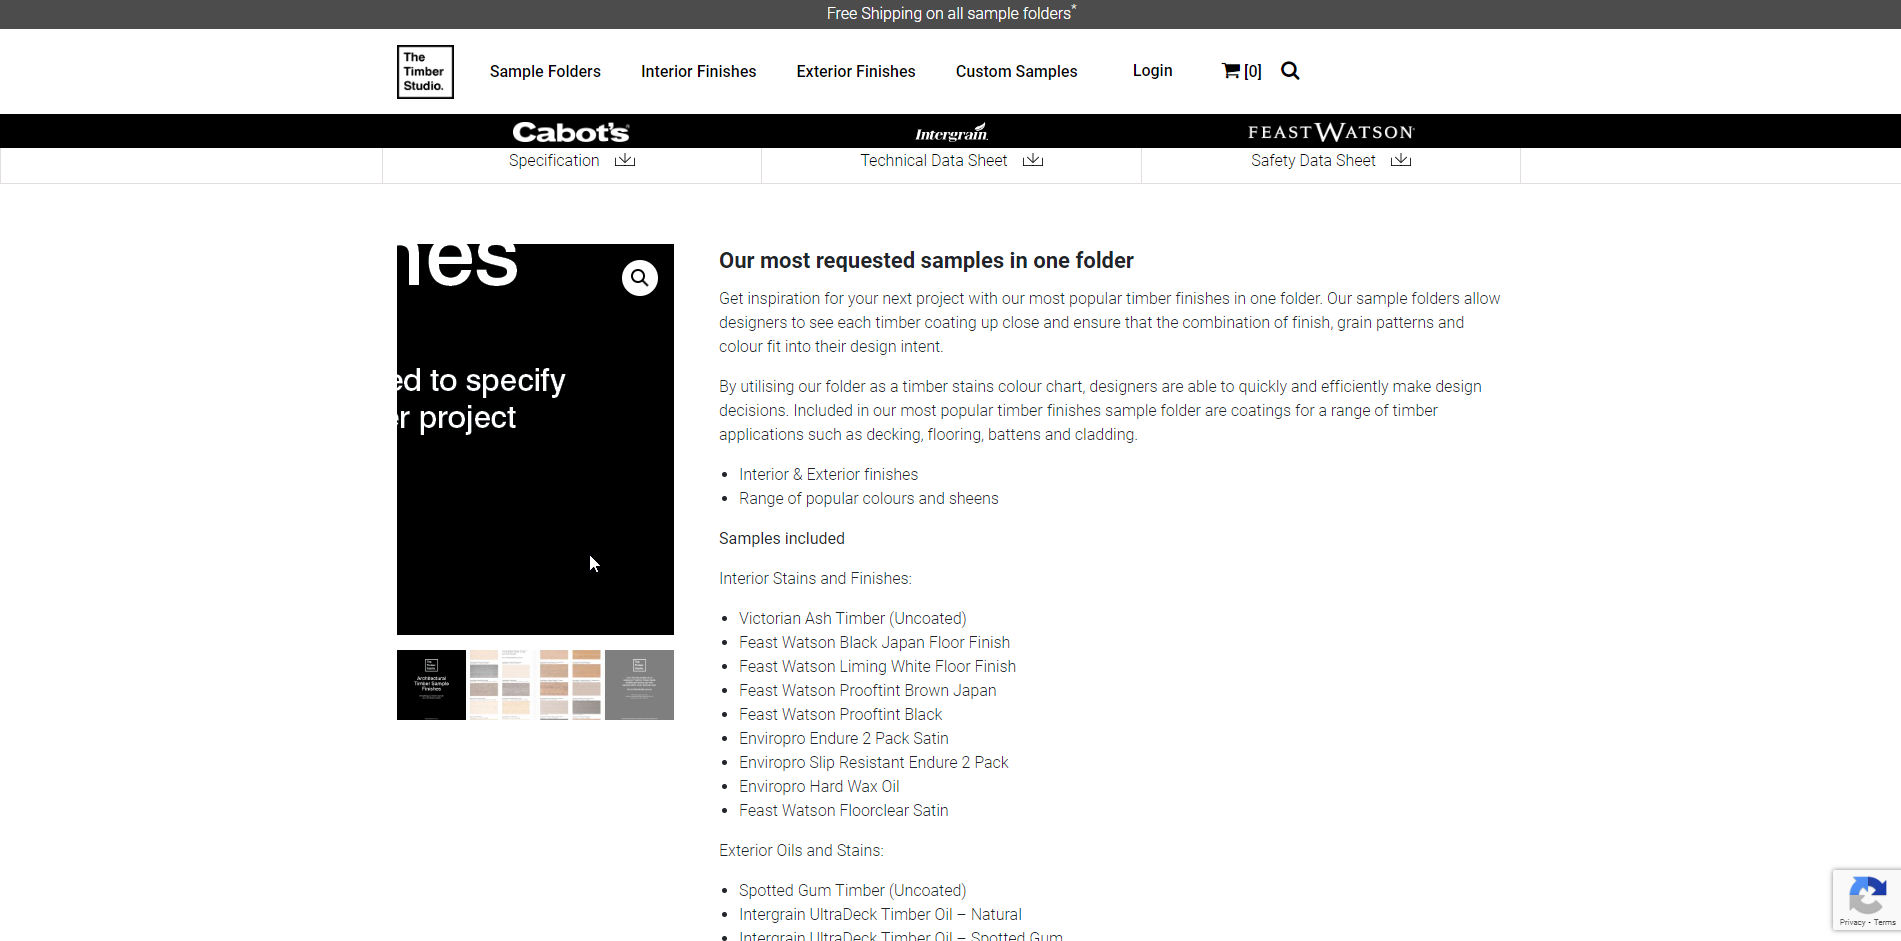 Free Shipping on all sample folders*
The
Timber
Studio.
Sample Folders
Interior Finishes
Exterior Finishes
Custom Samples
Login
[0]
Cabot's
Intergrain
FEAST WATSON
Specification
Technical Data Sheet
Safety Data Sheet
nes
ed to specify
er project
Architectural
Timber Sample
Finishes
Our most requested samples in one folder
Get inspiration for your next project with our most popular timber finishes in one folder. Our sample folders allow
designers to see each timber coating up close and ensure that the combination of finish, grain patterns and
colour fit into their design intent.
By utilising our folder as a timber stains colour chart, designers are able to quickly and efficiently make design
decisions. Included in our most popular timber finishes sample folder are coatings for a range of timber
applications such as decking, flooring, battens and cladding.
Interior & Exterior finishes
Range of popular colours and sheens
Samples included
Interior Stains and Finishes:
Victorian Ash Timber (Uncoated)
Feast Watson Black Japan Floor Finish
Feast Watson Liming White Floor Finish
Feast Watson Prooftint Brown Japan
Feast Watson Prooftint Black
Enviropro Endure 2 Pack Satin
Enviropro Slip Resistant Endure 2 Pack
Enviropro Hard Wax Oil
Feast Watson Floorclear Satin
Exterior Oils and Stains:
Spotted Gum Timber (Uncoated)
Intergrain UltraDeck Timber Oil – Natural
Intergrain UltraDeck Timber Oil – Spotted Gum
Privacy - Terms